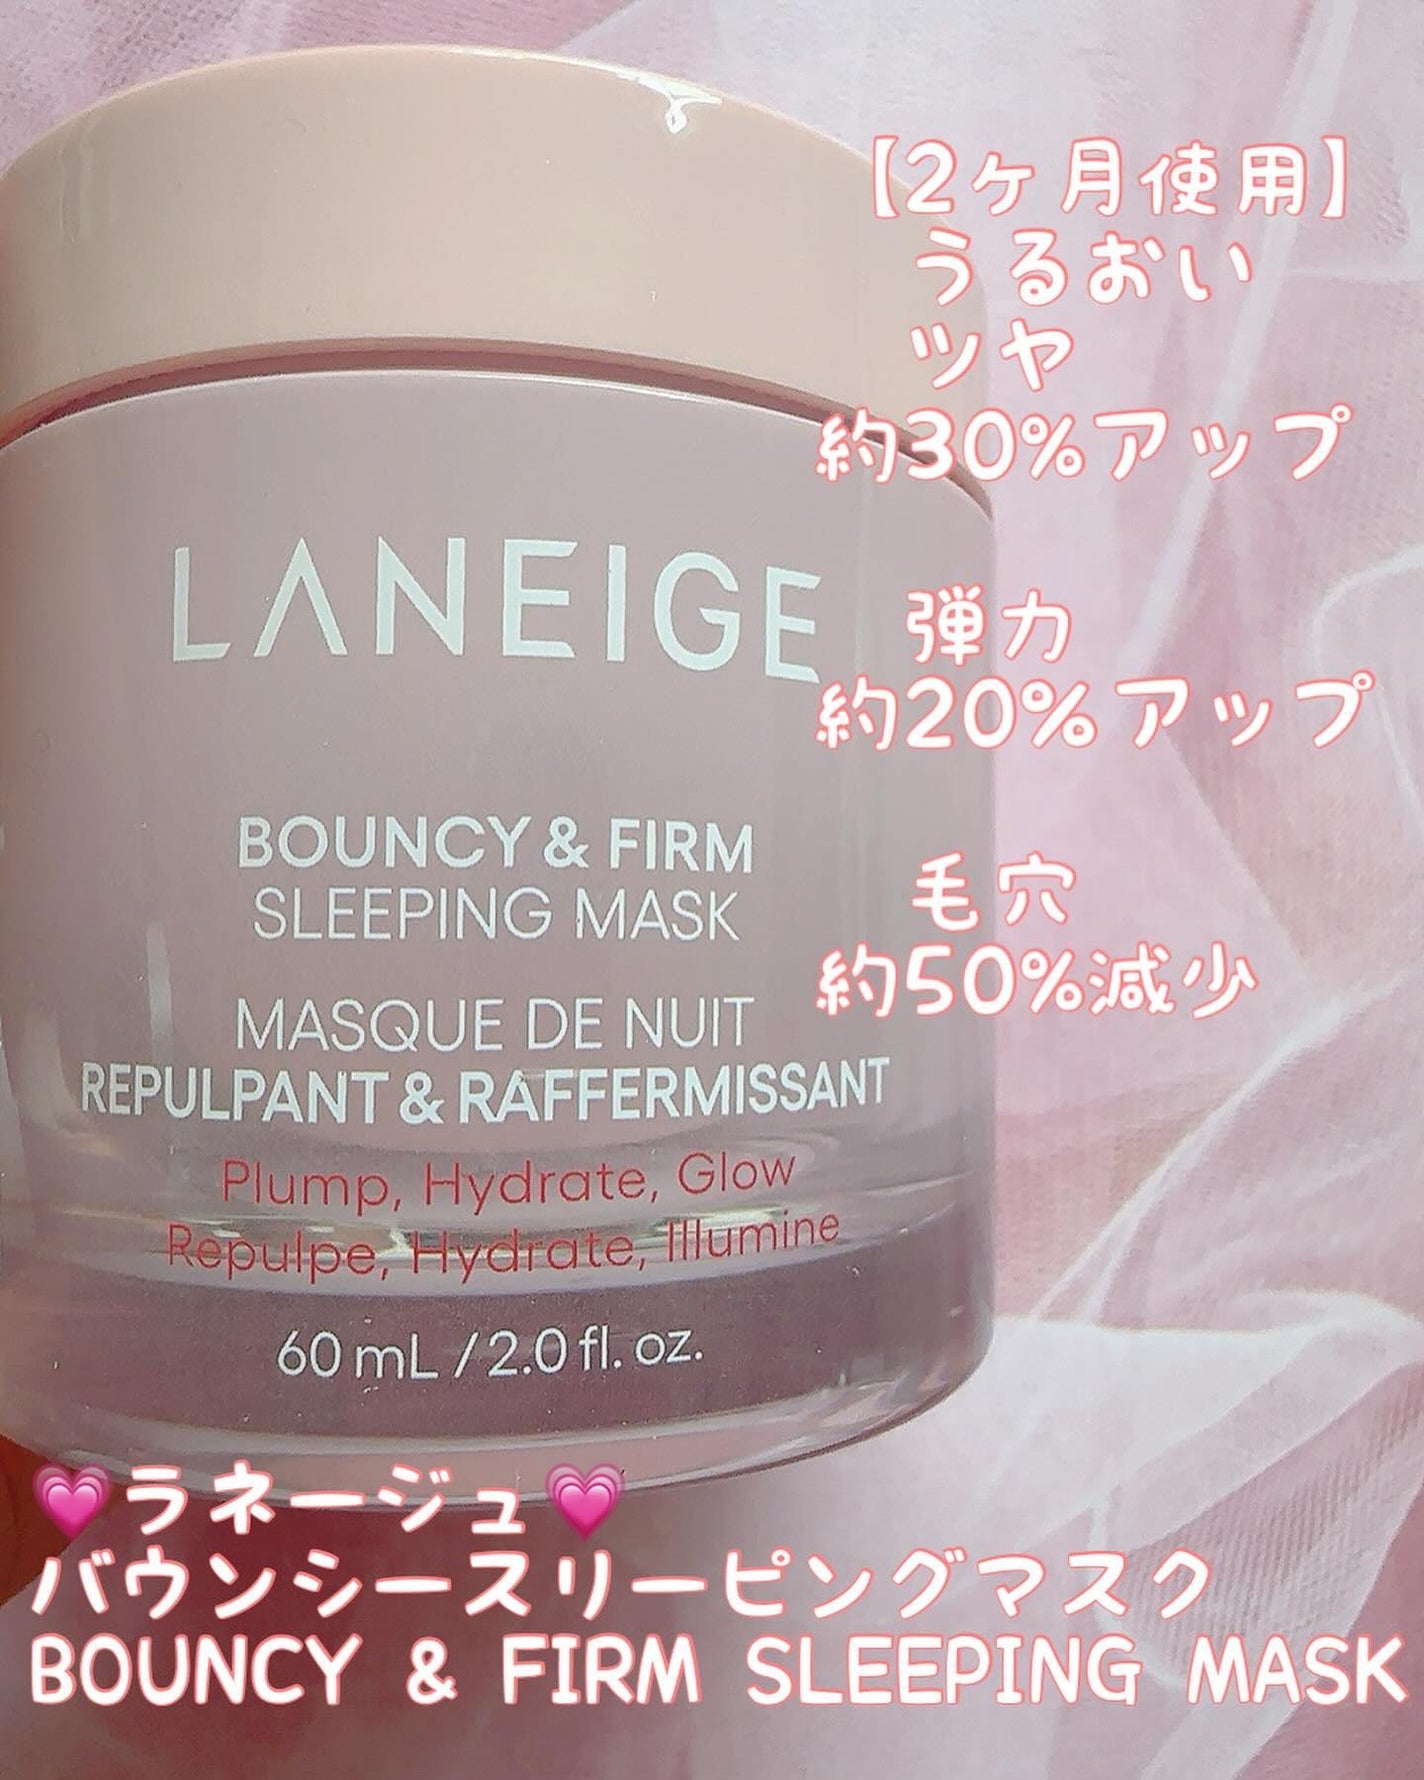 【2ヶ月使用】
うるおい
ツヤ
約30%アップ
弾力
約20%アップ
毛穴
約50%減少
LANEIGE
BOUNCY & FIRM
SLEEPING MASK
MASQUE DE NUIT
REPULPANT & RAFFERMISSANT
Plump, Hydrate, Glow
Repulpe, Hydrate, Illumine
60 mL / 2.0 fl. oz.
💗ラネージュ💗
バウンシースリーピングマスク
BOUNCY & FIRM SLEEPING MASK